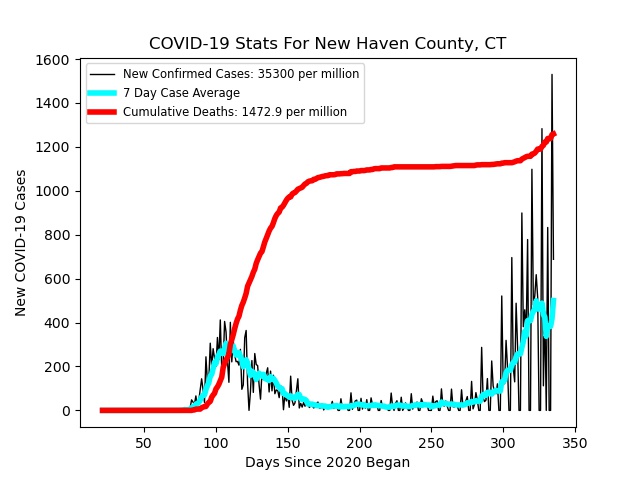 COVID-19 Stats For New Haven County, CT
New Confirmed Cases: 35300 per million
7 Day Case Average
Cumulative Deaths: 1472.9 per million
1600
1400
1200
1000
800
600
400
200
0
New COVID-19 Cases
50
100
150
200
250
300
350
Days Since 2020 Began